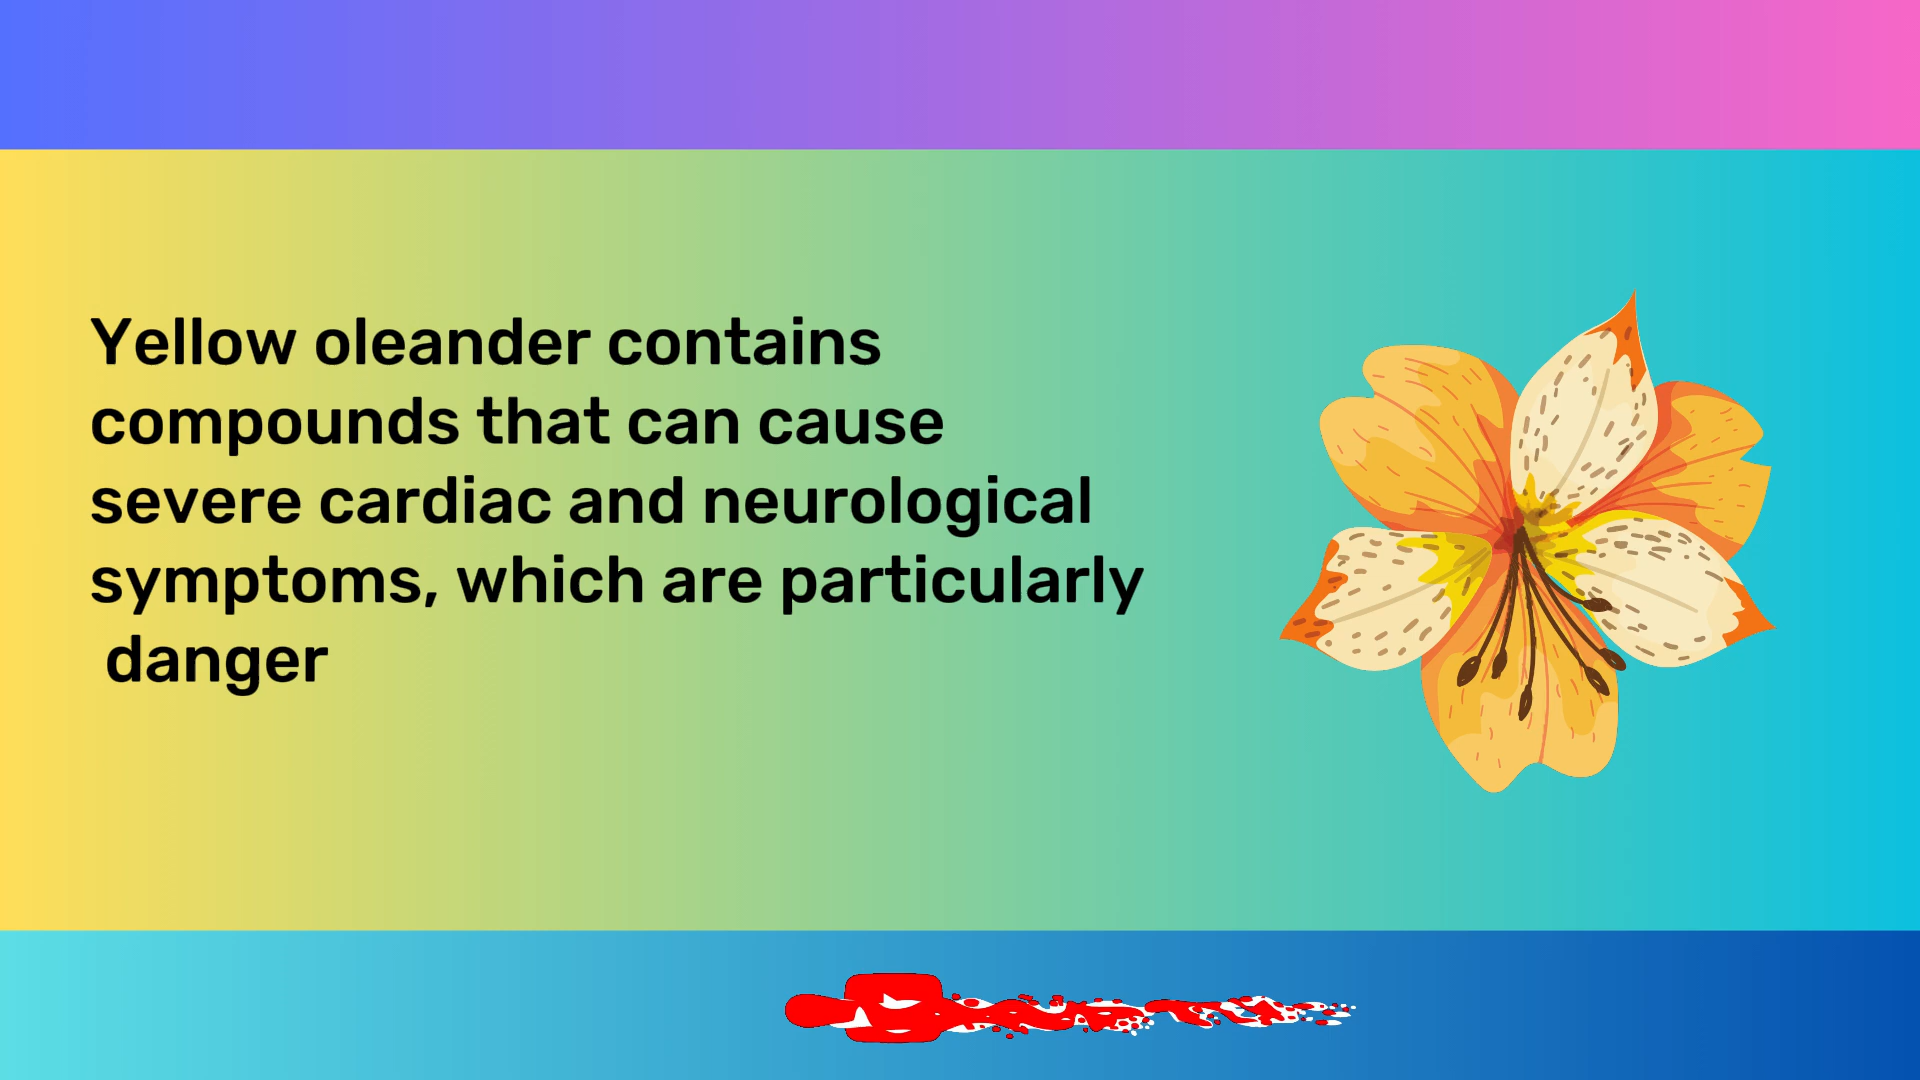 Yellow oleander contains
compounds that can cause
severe cardiac and neurological
symptoms, which are particularly
danger